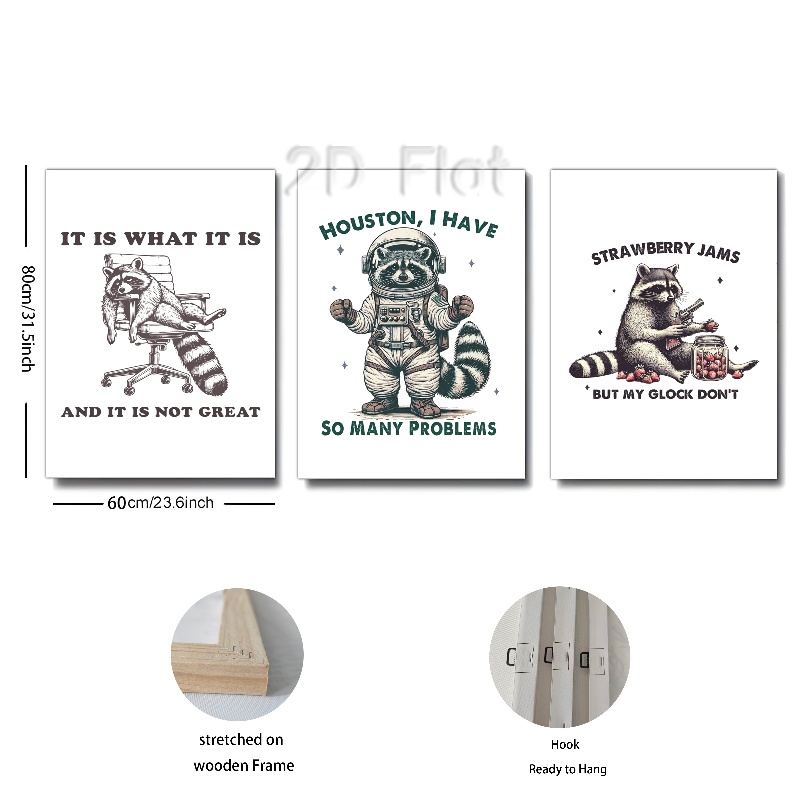 2D Flat
IT IS WHAT IT IS
AND IT IS NOT GREAT
HOUSTON, I HAVE
SO MANY PROBLEMS
STRAWBERRY JAMS
BUT MY GLOCK DON'T
80cm/31.5inch
60cm/23.6inch
stretched on
wooden Frame
Hook
Ready to Hang